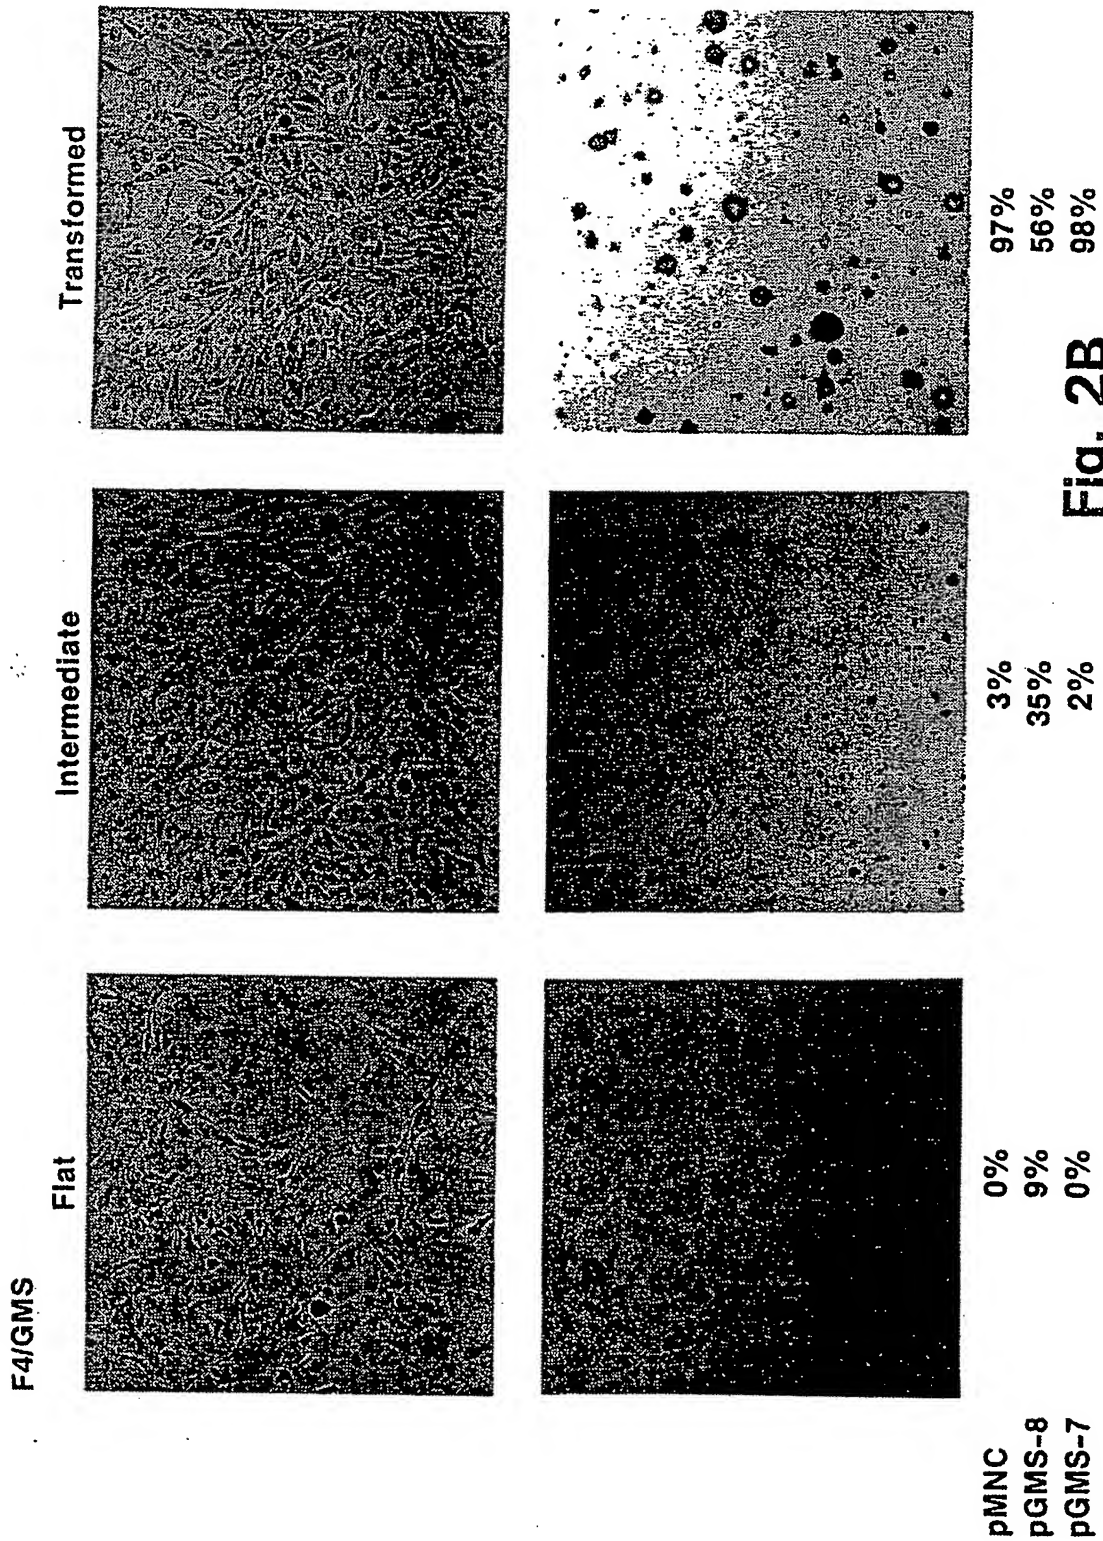 F4/GMS
Flat Intermediate Transformed
pMNC 0% 3% 97%
pGMS-8 9% 35% 56%
pGMS-7 0% 2% 98%
Fig. 2B